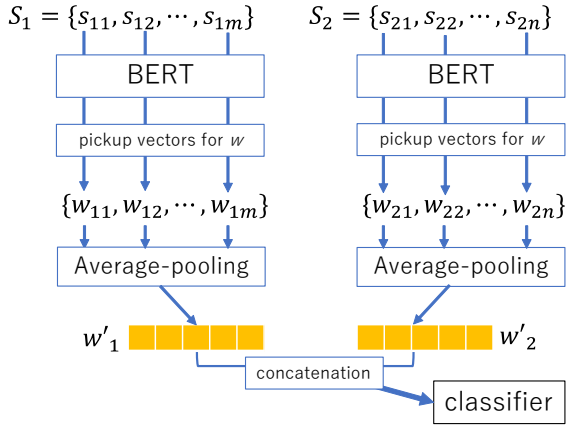 S₁ = {s₁₁, s₁₂, ⋯, s₁ₘ}
S₂ = {s₂₁, s₂₂, ⋯, s₂ₙ}
BERT
BERT
pickup vectors for w
pickup vectors for w
{w₁₁, w₁₂, ⋯, w₁ₘ}
{w₂₁, w₂₂, ⋯, w₂ₙ}
Average-pooling
Average-pooling
w′₁
w′₂
concatenation
classifier